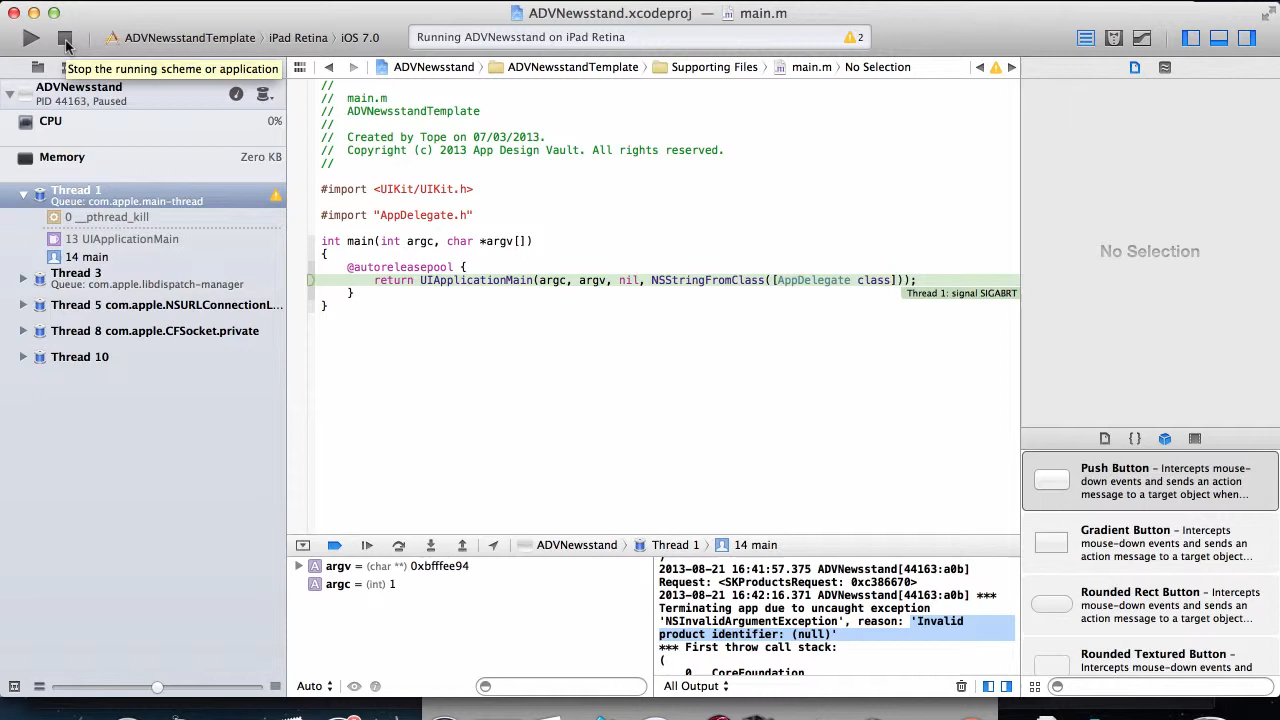 ADVNewsstand.xcodeproj — main.m
ADVNewsstandTemplate › iPad Retina › iOS 7.0
Running ADVNewsstand on iPad Retina
2
Stop the running scheme or application
ADVNewsstand
ADVNewsstandTemplate
Supporting Files
main.m
No Selection
ADVNewsstand
PID 44163, Paused
CPU
0%
Memory
Zero KB
Thread 1
Queue: com.apple.main-thread
0 __pthread_kill
13 UIApplicationMain
14 main
Thread 3
Queue: com.apple.libdispatch-manager
Thread 5 com.apple.NSURLConnectionL...
Thread 8 com.apple.CFSocket.private
Thread 10
//
//  main.m
//  ADVNewsstandTemplate
//
//  Created by Tope on 07/03/2013.
//  Copyright (c) 2013 App Design Vault. All rights reserved.
//
#import <UIKit/UIKit.h>
#import "AppDelegate.h"
int main(int argc, char *argv[])
{
@autoreleasepool {
return UIApplicationMain(argc, argv, nil, NSStringFromClass([AppDelegate class]));
Thread 1: signal SIGABRT
}
}
ADVNewsstand
Thread 1
14 main
argv = (char **) 0xbfffee94
argc = (int) 1
Auto
2013-08-21 16:41:57.375 ADVNewsstand[44163:a0b]
Request: <SKProductsRequest: 0xc386670>
2013-08-21 16:42:16.371 ADVNewsstand[44163:a0b] ***
Terminating app due to uncaught exception
'NSInvalidArgumentException', reason: 'Invalid
product identifier: (null)'
*** First throw call stack:
(
0   CoreFoundation
All Output
No Selection
{ }
Push Button – Intercepts mouse-
down events and sends an action
message to a target object when...
Gradient Button – Intercepts
mouse-down events and sends an
action message to a target object...
Rounded Rect Button – Intercepts
mouse-down events and sends an
action message to a target object...
Rounded Textured Button –
Intercepts mouse-down events and